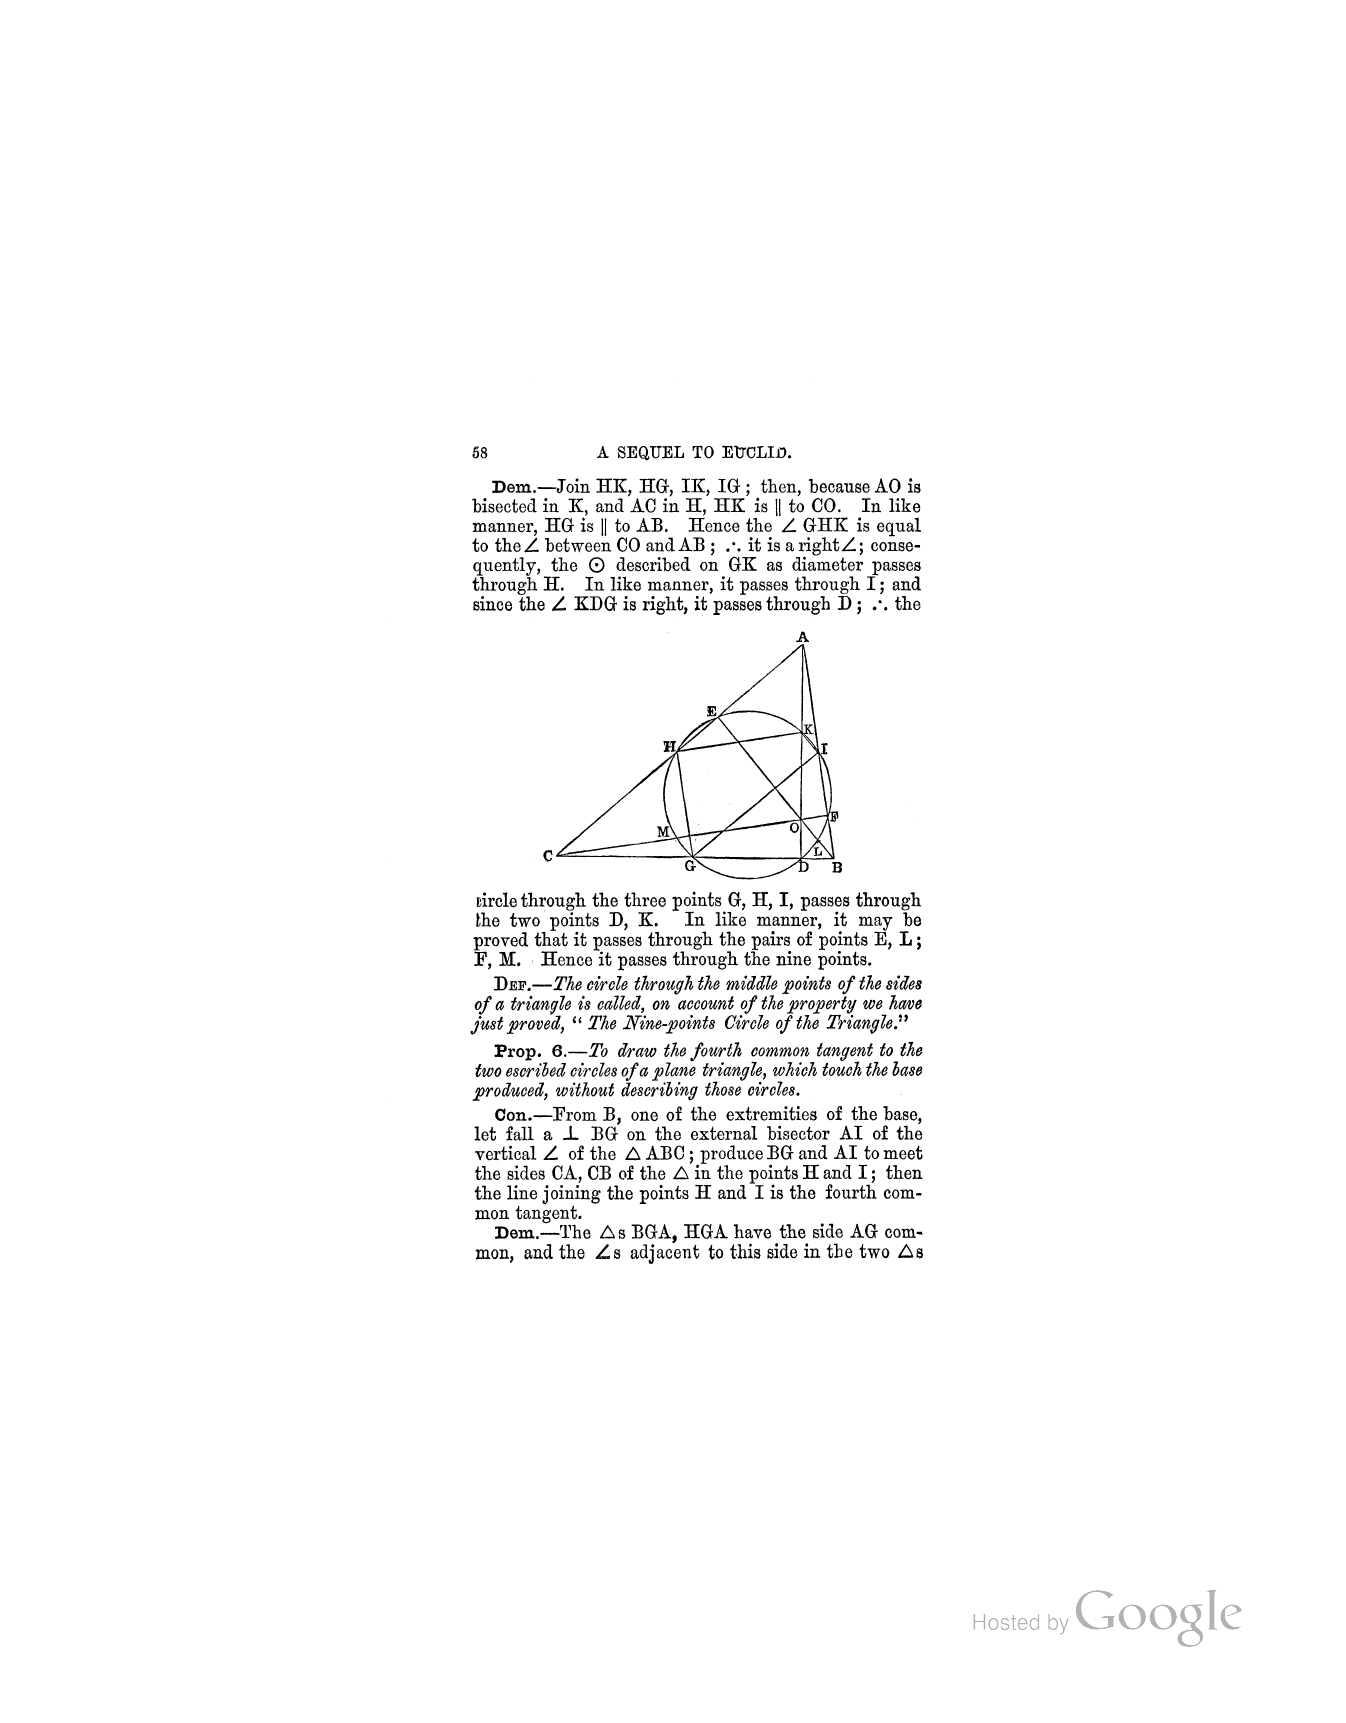 58 A SEQUEL TO EUCLID.
Dem.—Join HK, HG, IK, IG; then, because AO is
bisected in K, and AC in H, HK is ∥ to CO. In like
manner, HG is ∥ to AB. Hence the ∠ GHK is equal
to the ∠ between CO and AB; ∴ it is a right ∠; conse-
quently, the ⊙ described on GK as diameter passes
through H. In like manner, it passes through I; and
since the ∠ KDG is right, it passes through D; ∴ the
A
E
K
H
I
F
M
O
L
C
G
D
B
circle through the three points G, H, I, passes through
the two points D, K. In like manner, it may be
proved that it passes through the pairs of points E, L;
F, M. Hence it passes through the nine points.
DEF.—The circle through the middle points of the sides
of a triangle is called, on account of the property we have
just proved, “The Nine-points Circle of the Triangle.”
Prop. 6.—To draw the fourth common tangent to the
two escribed circles of a plane triangle, which touch the base
produced, without describing those circles.
Con.—From B, one of the extremities of the base,
let fall a ⊥ BG on the external bisector AI of the
vertical ∠ of the △ ABC; produce BG and AI to meet
the sides CA, CB of the △ in the points H and I; then
the line joining the points H and I is the fourth com-
mon tangent.
Dem.—The △s BGA, HGA have the side AG com-
mon, and the ∠s adjacent to this side in the two △s
Hosted by Google